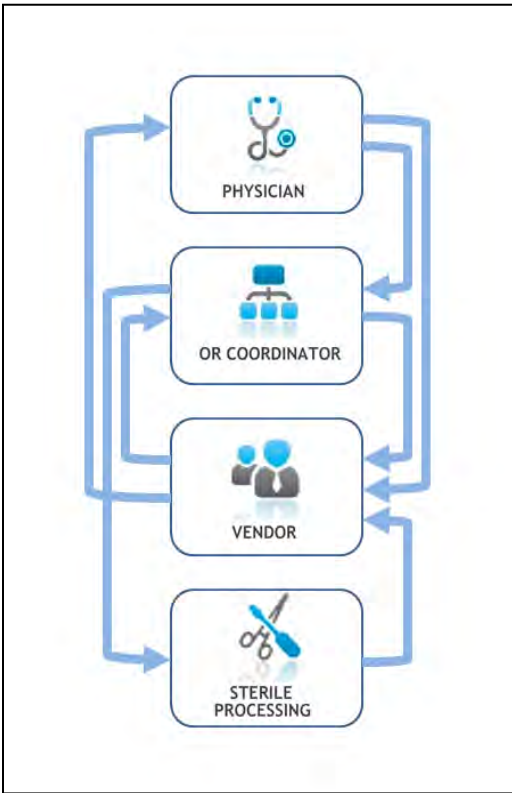 PHYSICIAN
OR COORDINATOR
VENDOR
STERILE
PROCESSING